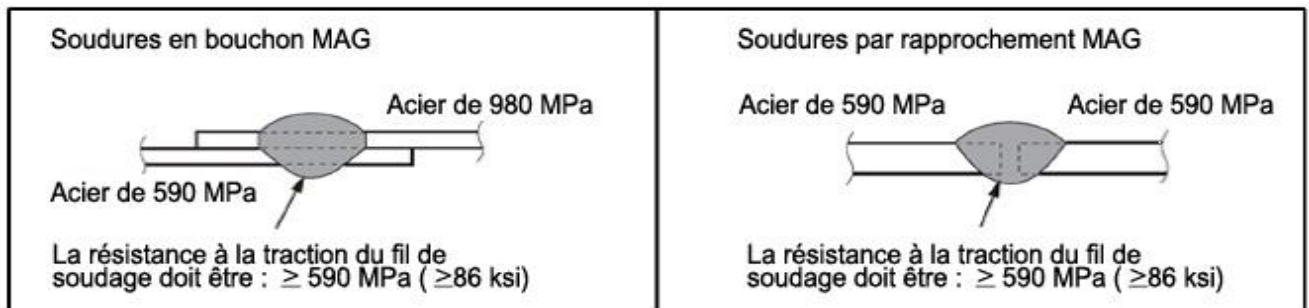 Soudures en bouchon MAG
Acier de 980 MPa
Acier de 590 MPa
La résistance à la traction du fil de
soudage doit être : ≥ 590 MPa ( ≥86 ksi)
Soudures par rapprochement MAG
Acier de 590 MPa
Acier de 590 MPa
La résistance à la traction du fil de
soudage doit être : ≥ 590 MPa ( ≥86 ksi)